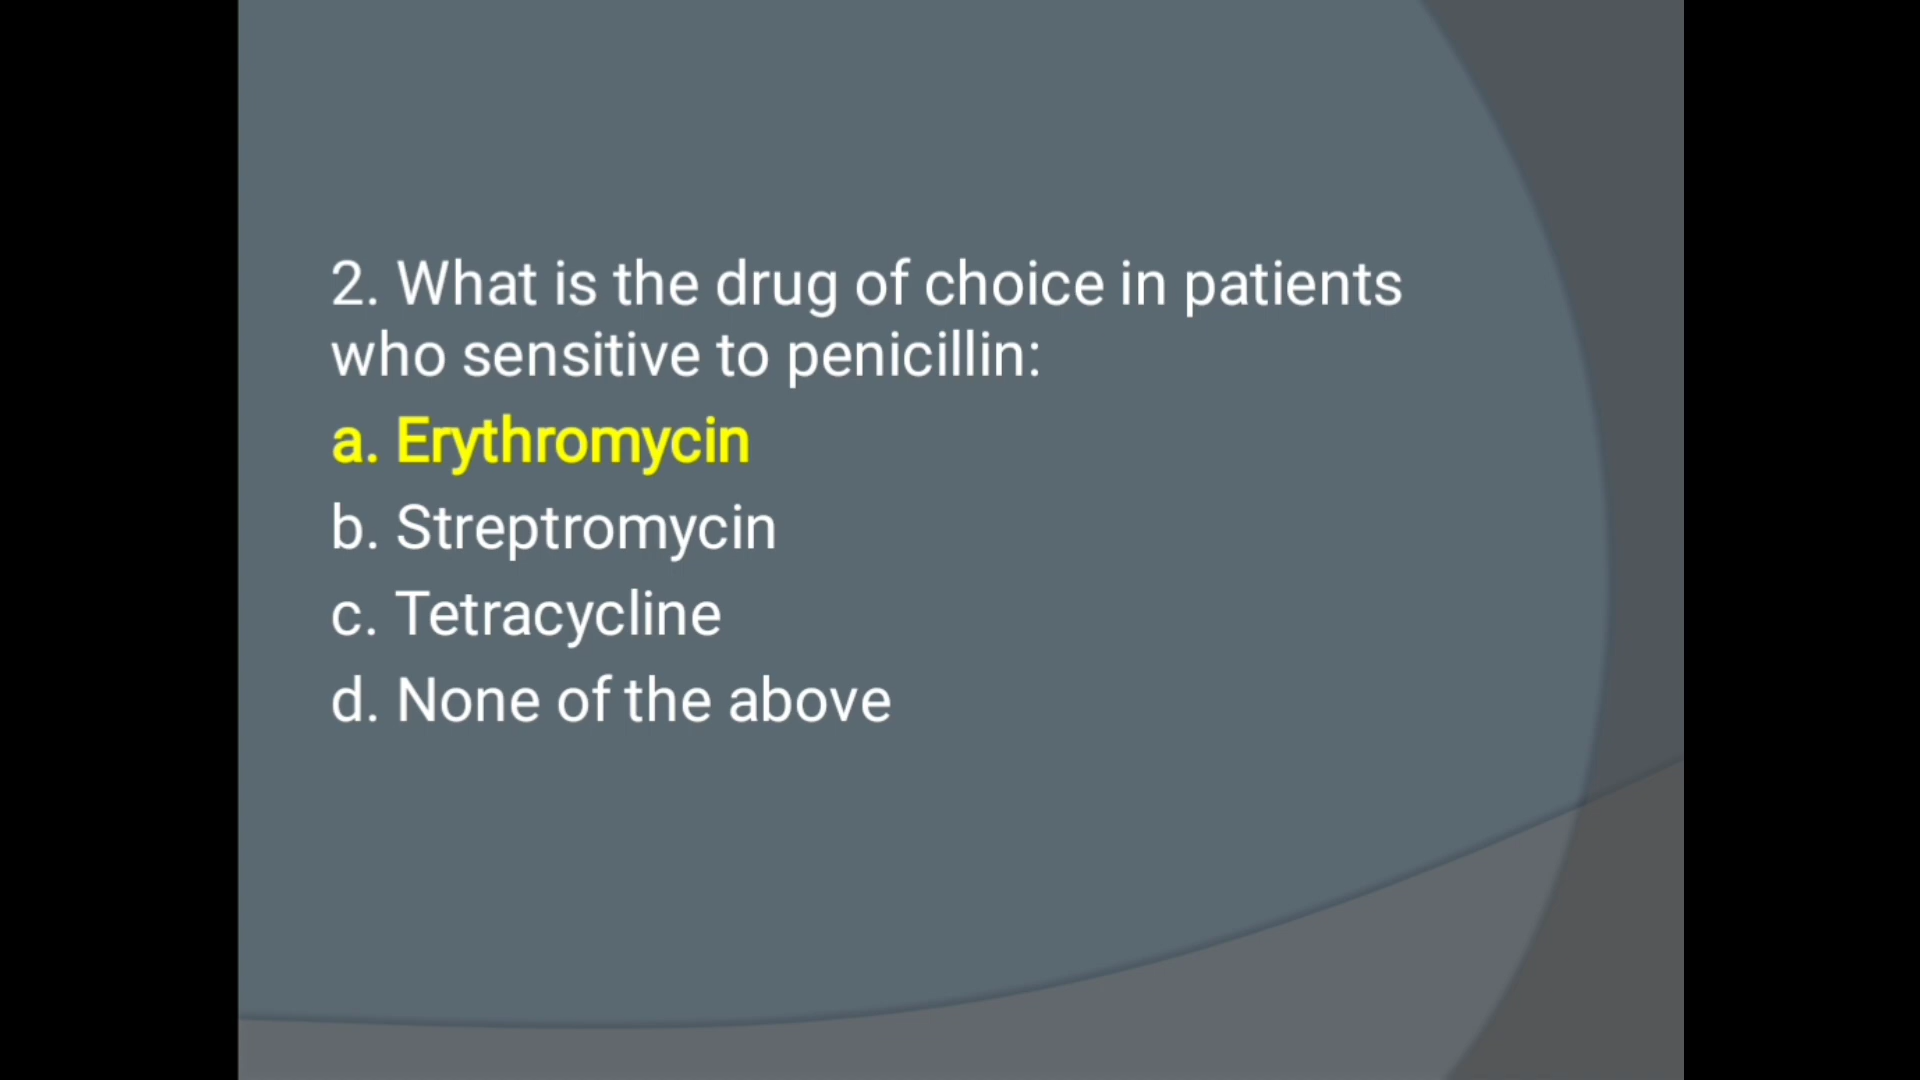 2. What is the drug of choice in patients
who sensitive to penicillin:
a. Erythromycin
b. Streptromycin
c. Tetracycline
d. None of the above